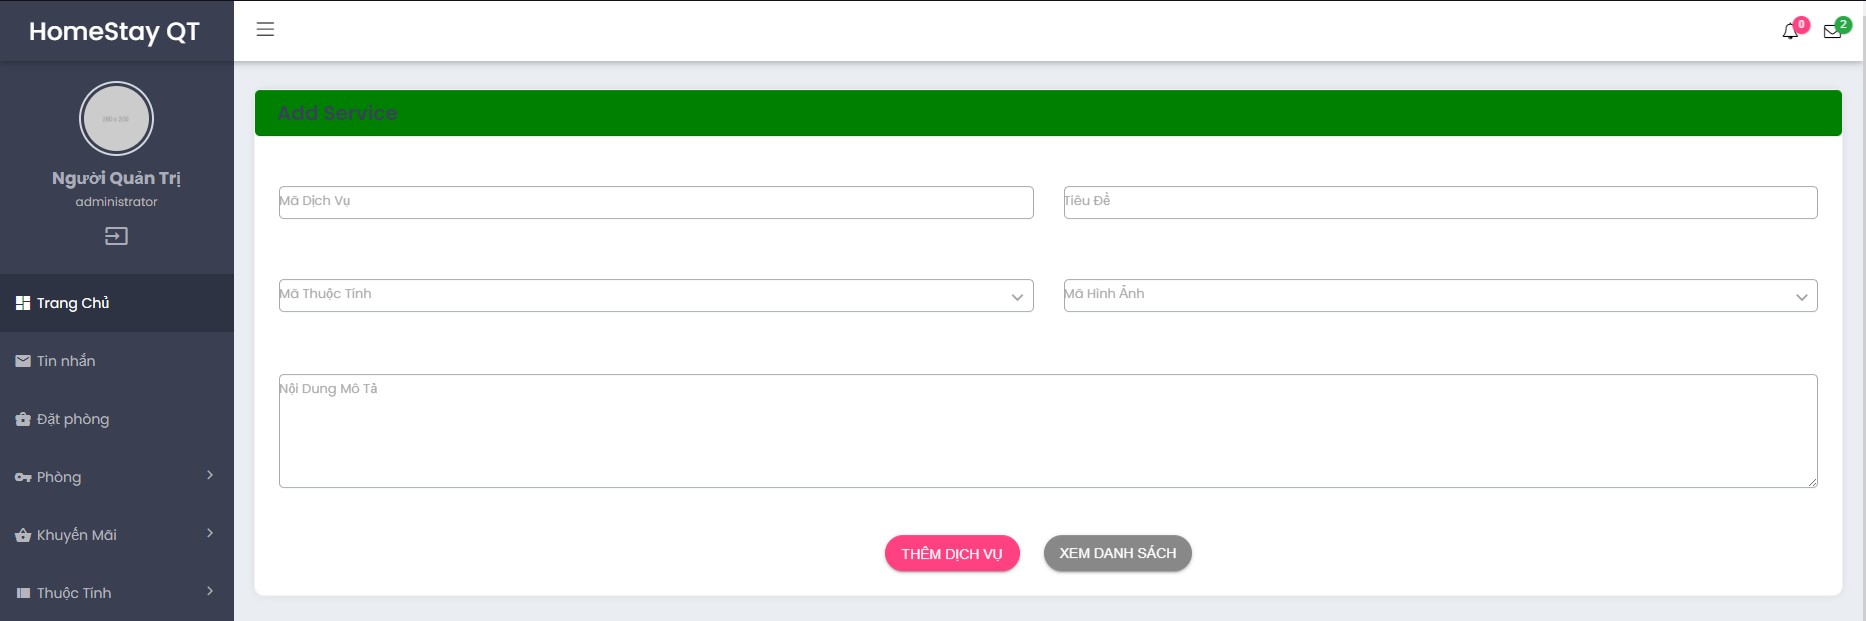 HomeStay QT
0
2
Người Quản Trị
administrator
Trang Chủ
Tin nhắn
Đặt phòng
Phòng
Khuyến Mãi
Thuộc Tính
Add Service
Mã Dịch Vụ
Tiêu Đề
Mã Thuộc Tính
Mã Hình Ảnh
Nội Dung Mô Tả
THÊM DỊCH VỤ
XEM DANH SÁCH